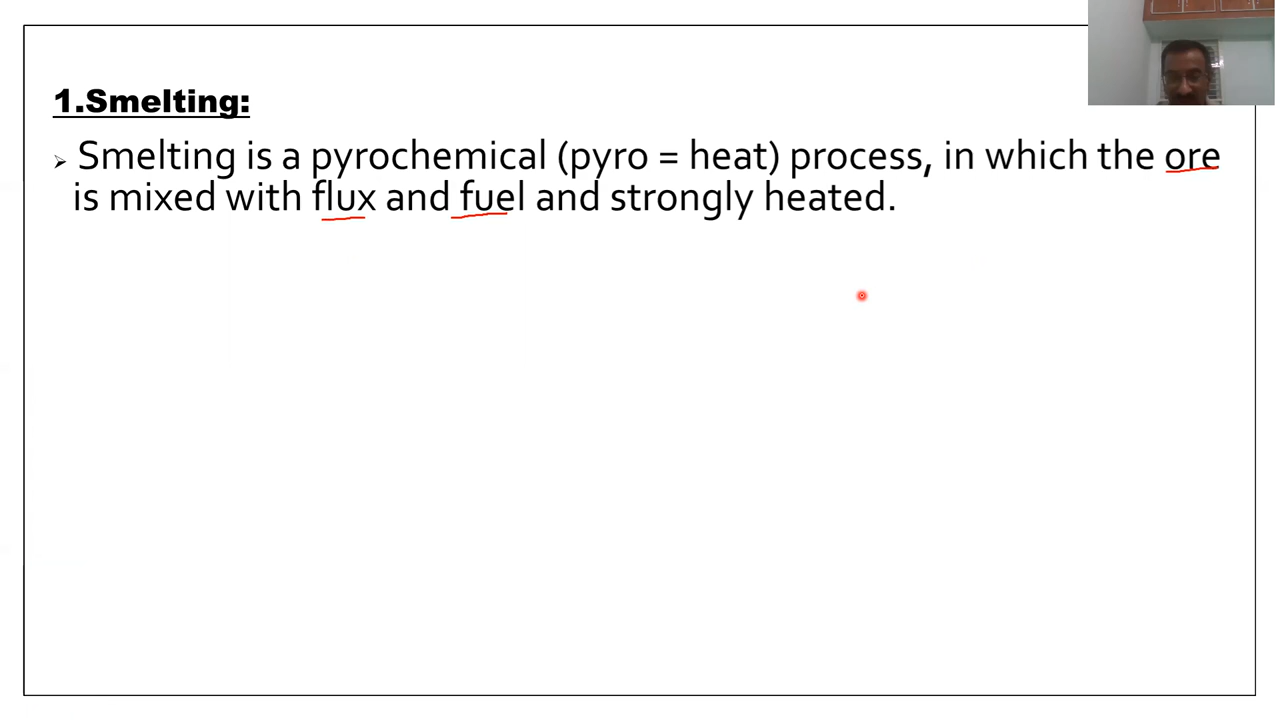 1.Smelting:
➢ Smelting is a pyrochemical (pyro = heat) process, in which the ore
is mixed with flux and fuel and strongly heated.